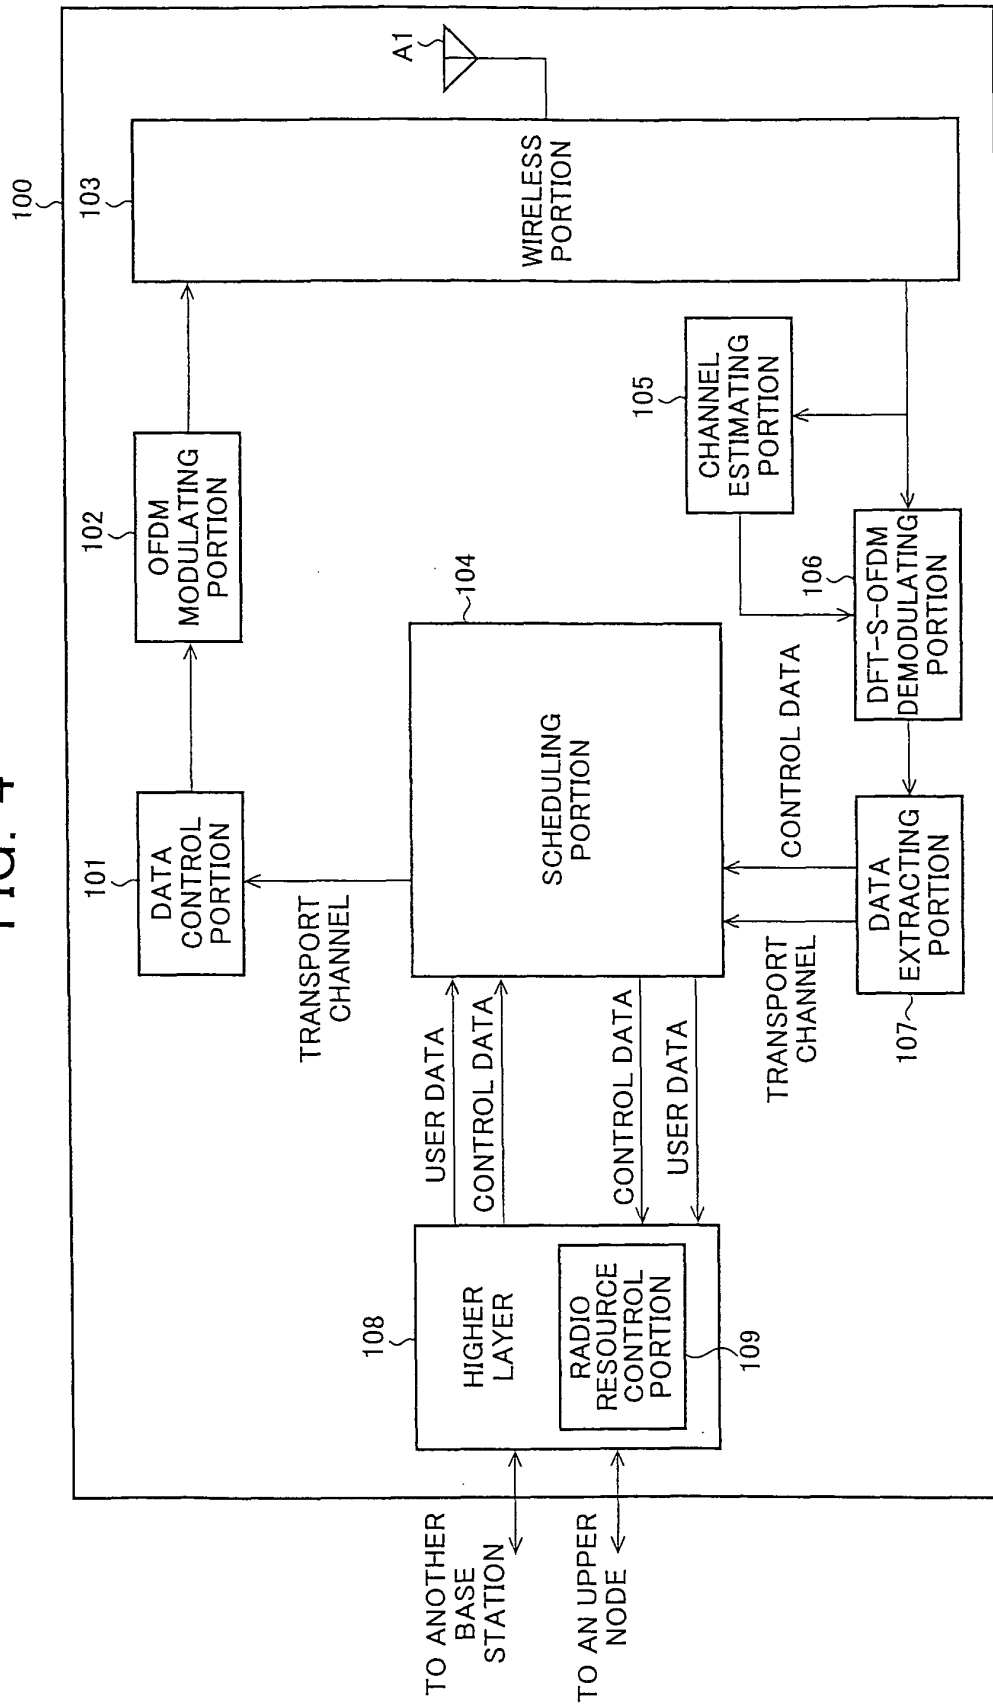 FIG. 4
100
103
WIRELESS
PORTION
A1
102
OFDM
MODULATING
PORTION
101
DATA
CONTROL
PORTION
TRANSPORT
CHANNEL
104
SCHEDULING
PORTION
105
CHANNEL
ESTIMATING
PORTION
106
DFT-S-OFDM
DEMODULATING
PORTION
CONTROL DATA
DATA
EXTRACTING
PORTION
107
TRANSPORT
CHANNEL
USER DATA
CONTROL DATA
CONTROL DATA
USER DATA
108
HIGHER
LAYER
RADIO
RESOURCE
CONTROL
PORTION
109
TO ANOTHER
BASE
STATION
TO AN UPPER
NODE